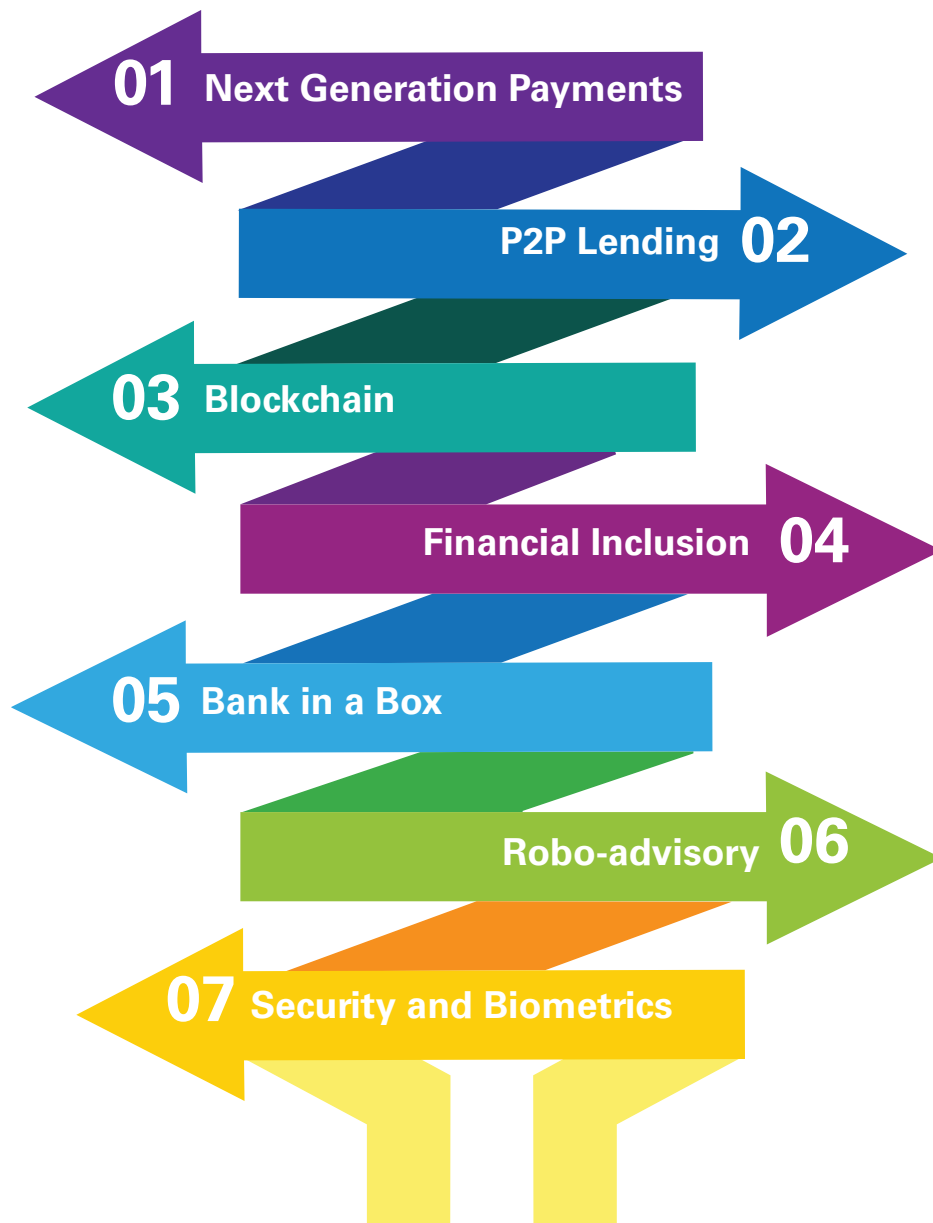 01 Next Generation Payments
P2P Lending 02
03 Blockchain
Financial Inclusion 04
05 Bank in a Box
Robo-advisory 06
07 Security and Biometrics